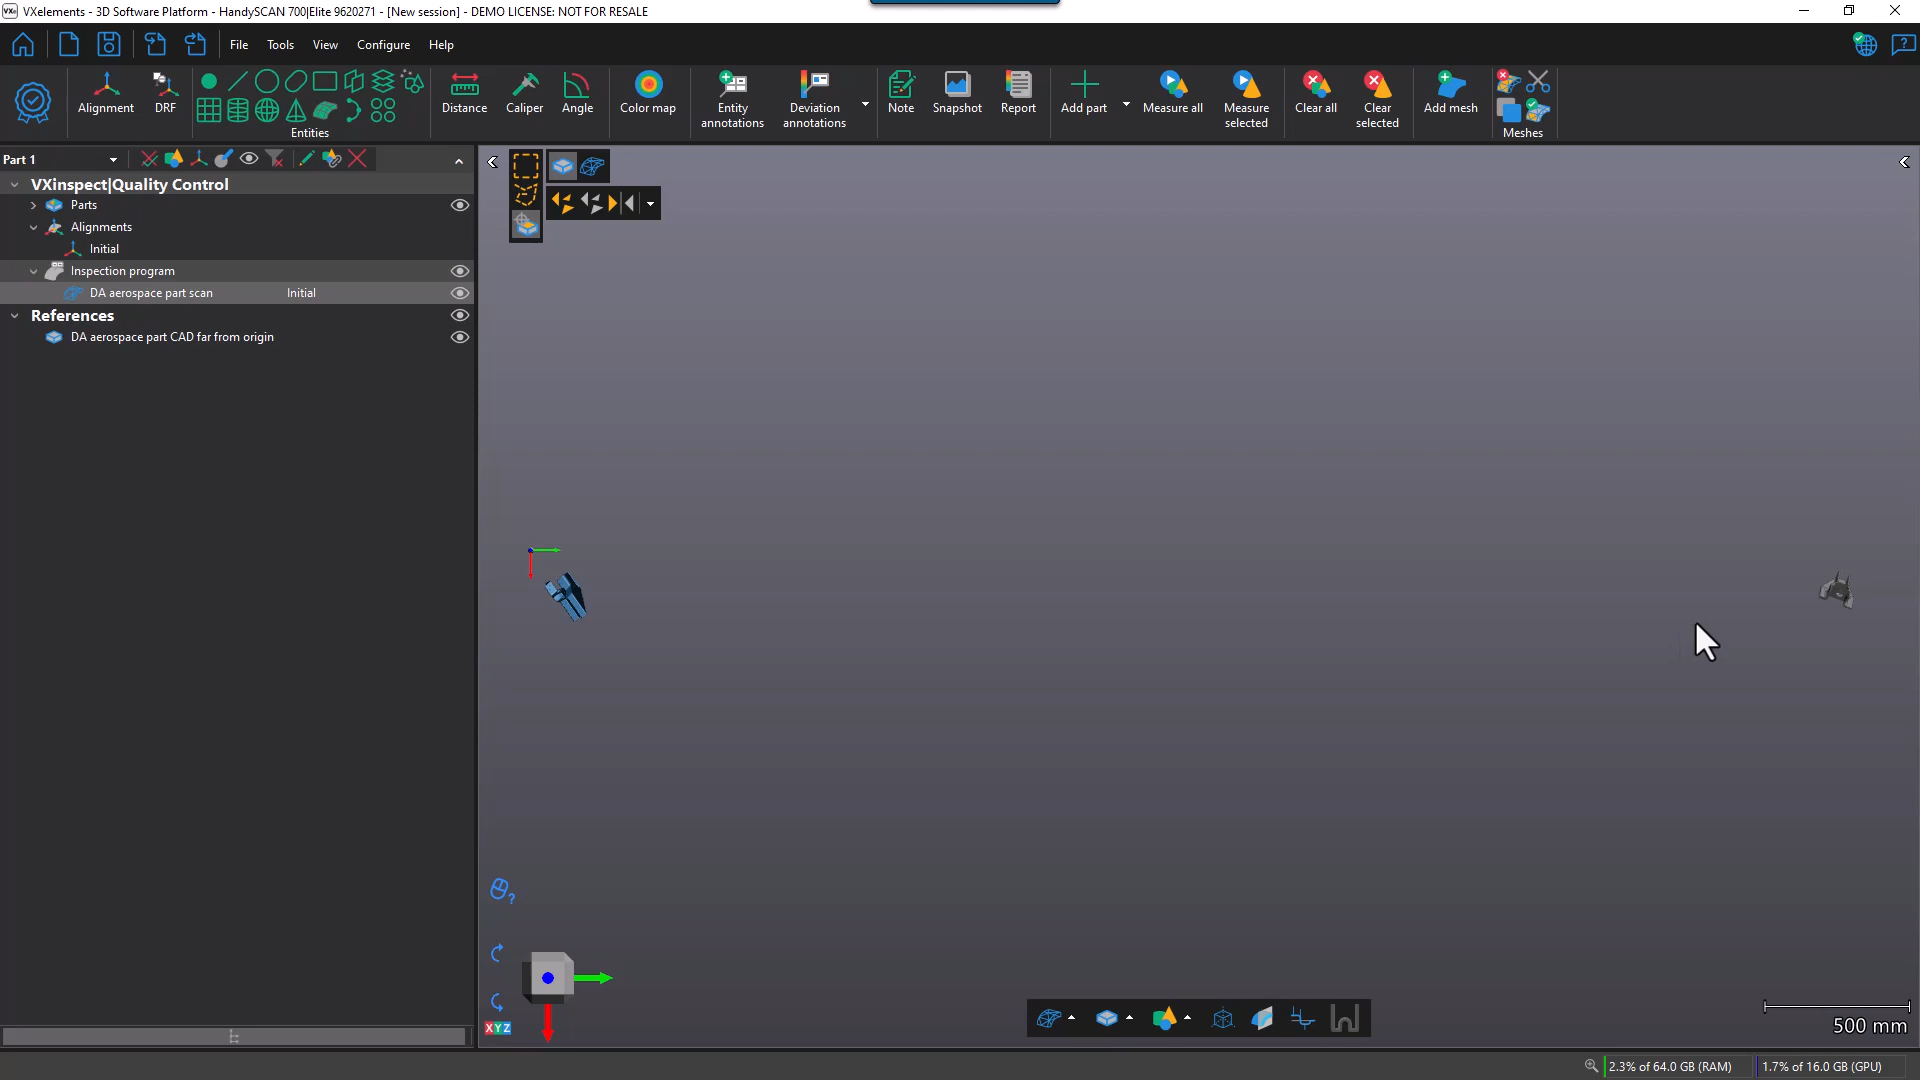 VXelements - 3D Software Platform - HandySCAN 700|Elite 9620271 - [New session] - DEMO LICENSE: NOT FOR RESALE
File Tools View Configure Help
Alignment DRF Entities Distance Caliper Angle Color map Entity annotations Deviation annotations Note Snapshot Report Add part Measure all Measure selected Clear all Clear selected Add mesh Meshes
Part 1
VXinspect|Quality Control
Parts
Alignments
Initial
Inspection program
DA aerospace part scan Initial
References
DA aerospace part CAD far from origin
XYZ
500 mm
2.3% of 64.0 GB (RAM) 1.7% of 16.0 GB (GPU)